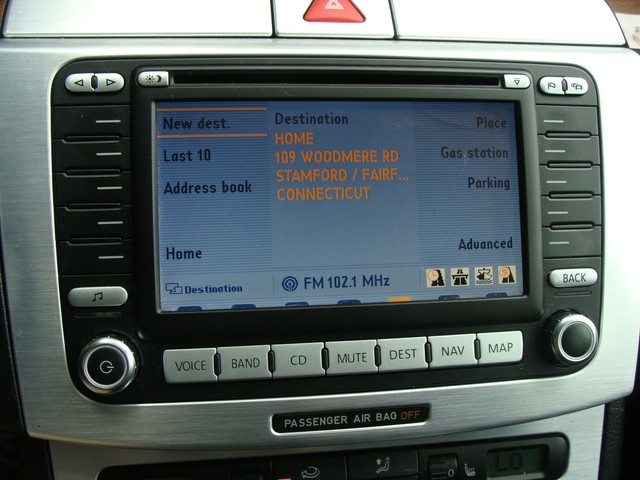 New dest.
Last 10
Address book
Home
Destination
HOME
109 WOODMERE RD
STAMFORD / FAIRF...
CONNECTICUT
Place
Gas station
Parking
Advanced
Destination
FM 102.1 MHz
BACK
VOICE
BAND
CD
MUTE
DEST
NAV
MAP
PASSENGER AIR BAG OFF
0
LO